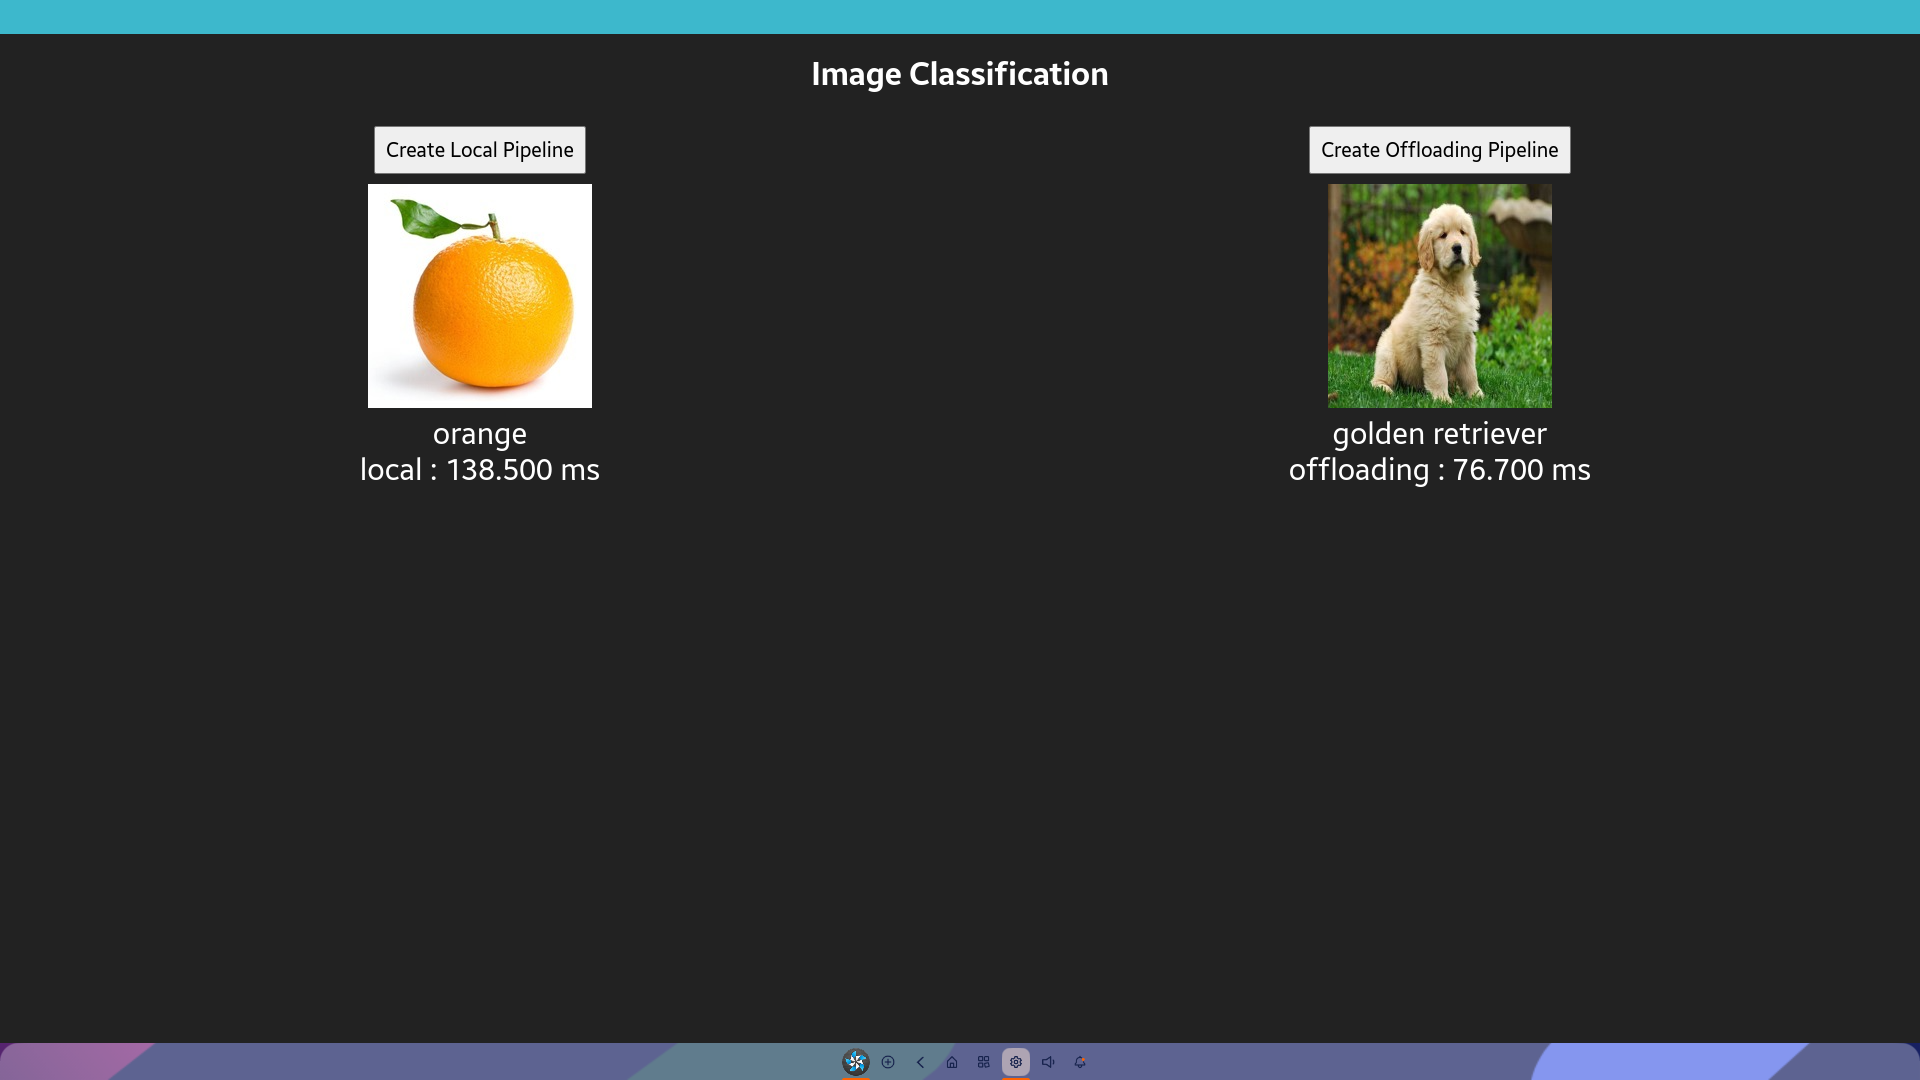 Image Classification
Create Local Pipeline
orange
local : 138.500 ms
Create Offloading Pipeline
golden retriever
offloading : 76.700 ms